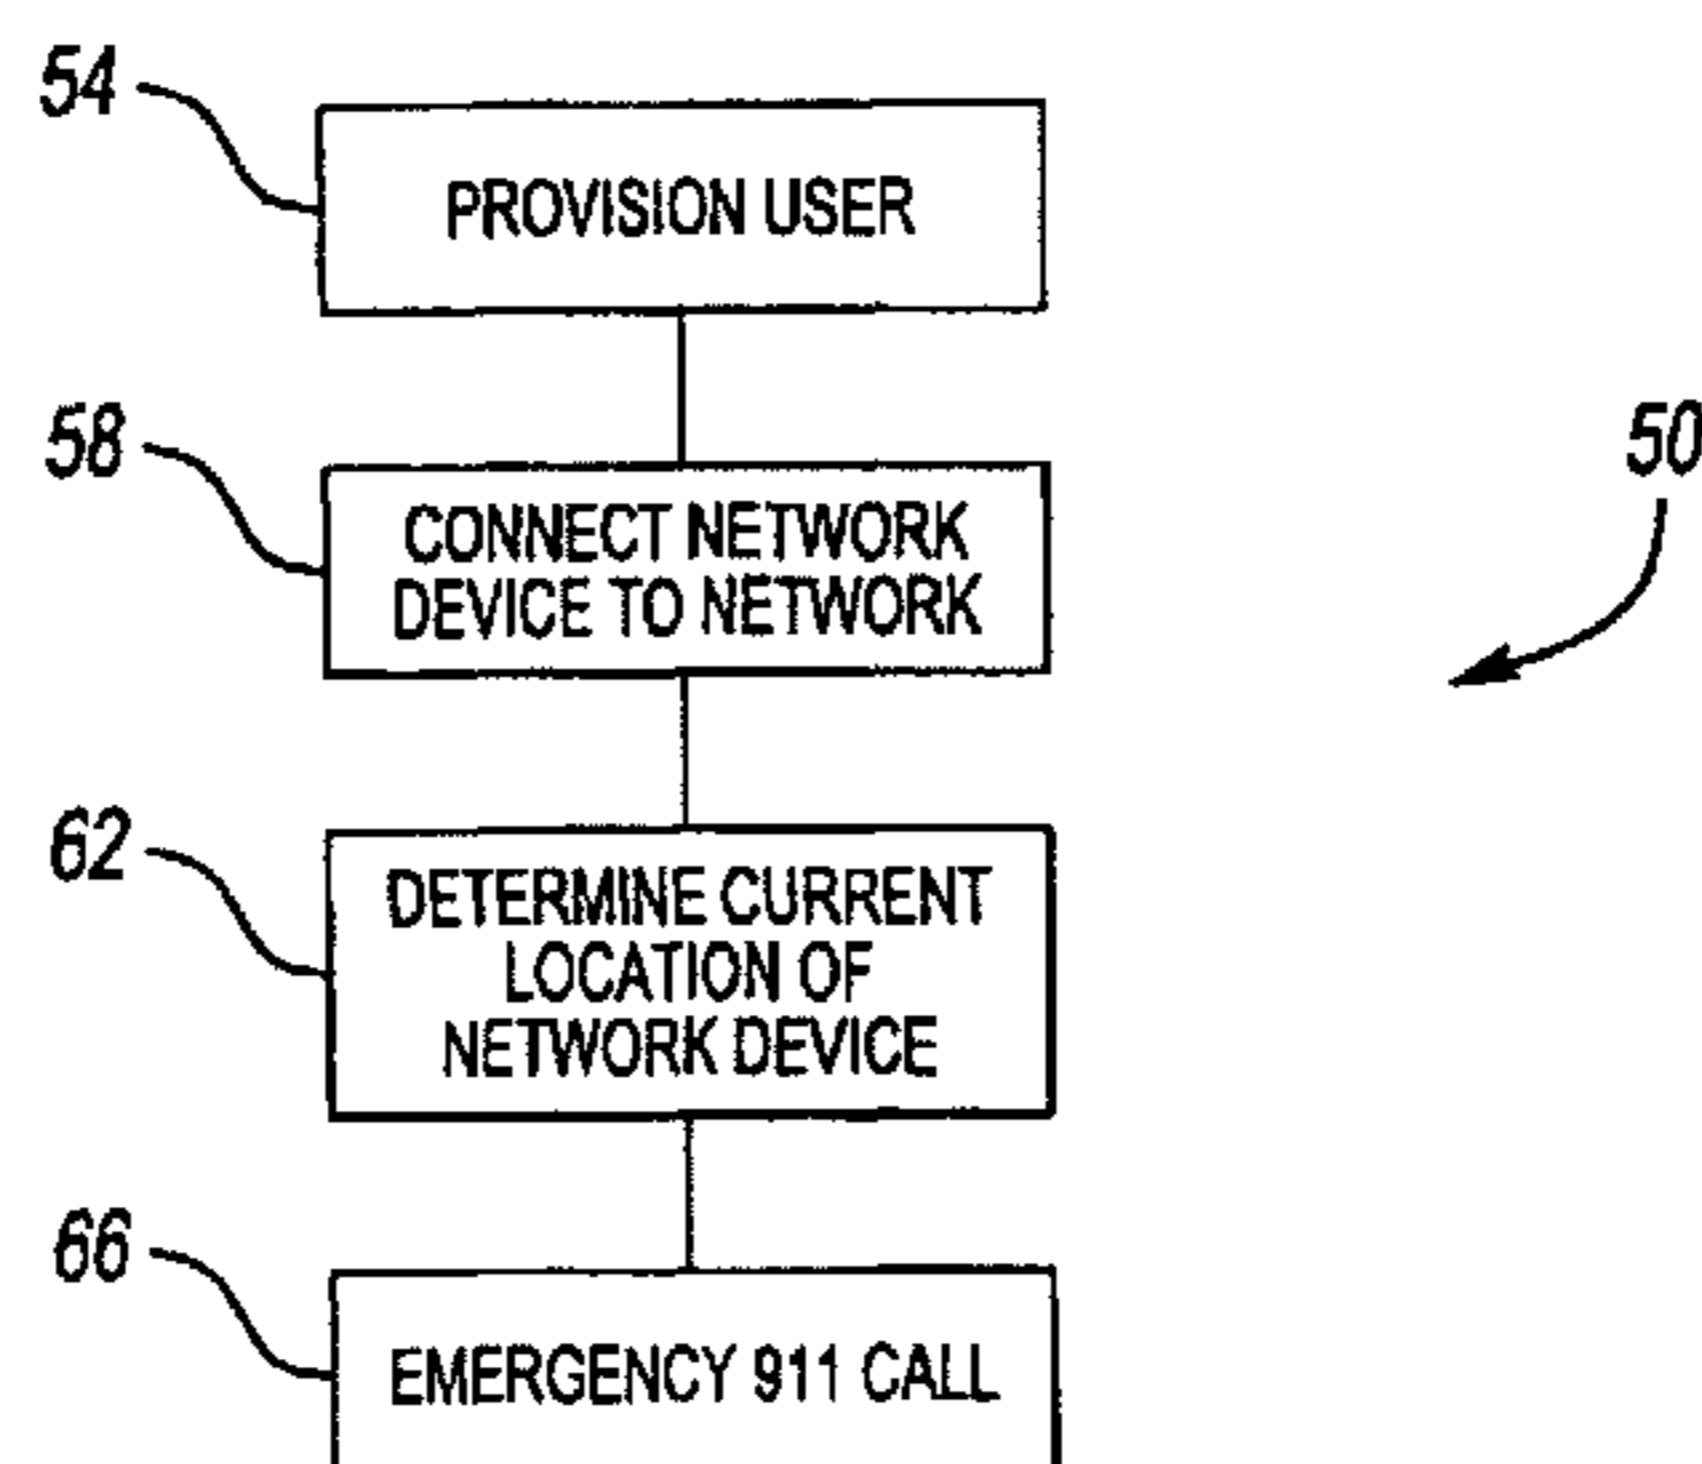 54
PROVISION USER
58
CONNECT NETWORK
DEVICE TO NETWORK
50
62
DETERMINE CURRENT
LOCATION OF
NETWORK DEVICE
66
EMERGENCY 911 CALL